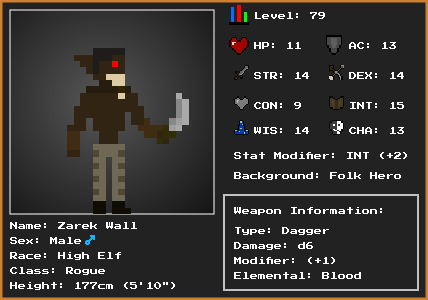 Level: 79
HP: 11
AC: 13
STR: 14
DEX: 14
CON: 9
INT: 15
WIS: 14
CHA: 13
Stat Modifier: INT (+2)
Background: Folk Hero
Weapon Information:
Type: Dagger
Damage: d6
Modifier: (+1)
Elemental: Blood
Name: Zarek Wall
Sex: Male ♂
Race: High Elf
Class: Rogue
Height: 177cm (5'10")